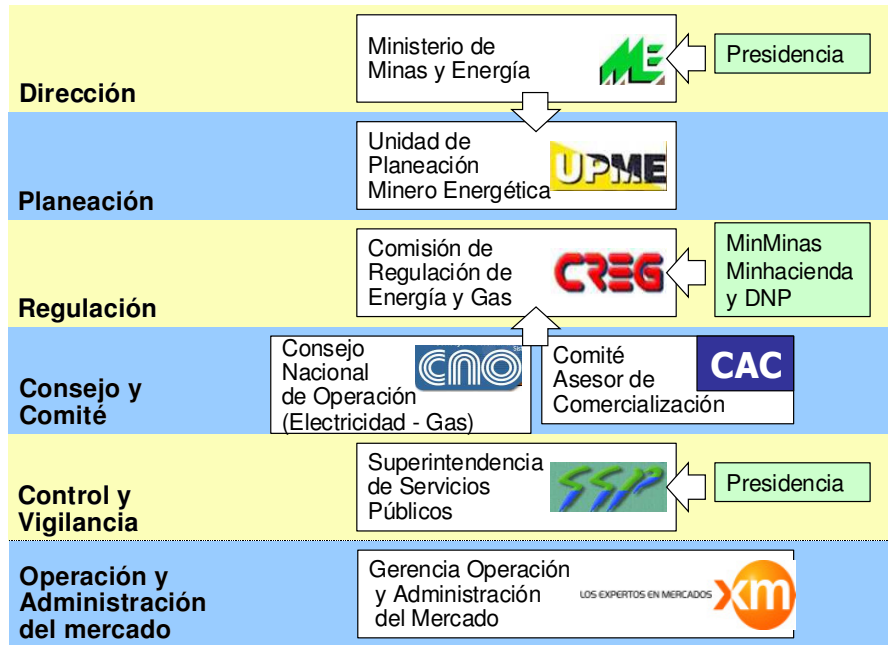 Dirección
Ministerio de
Minas y Energía
ME
Presidencia
Planeación
Unidad de
Planeación
Minero Energética
UPME
Regulación
Comisión de
Regulación de
Energía y Gas
CREG
MinMinas
Minhacienda
y DNP
Consejo y
Comité
Consejo
Nacional
de Operación
(Electricidad - Gas)
cno
Comité
Asesor de
Comercialización
CAC
Control y
Vigilancia
Superintendencia
de Servicios
Públicos
SSP
Presidencia
Operación y
Administración
del mercado
Gerencia Operación
y Administración
del Mercado
LOS EXPERTOS EN MERCADOS
xm